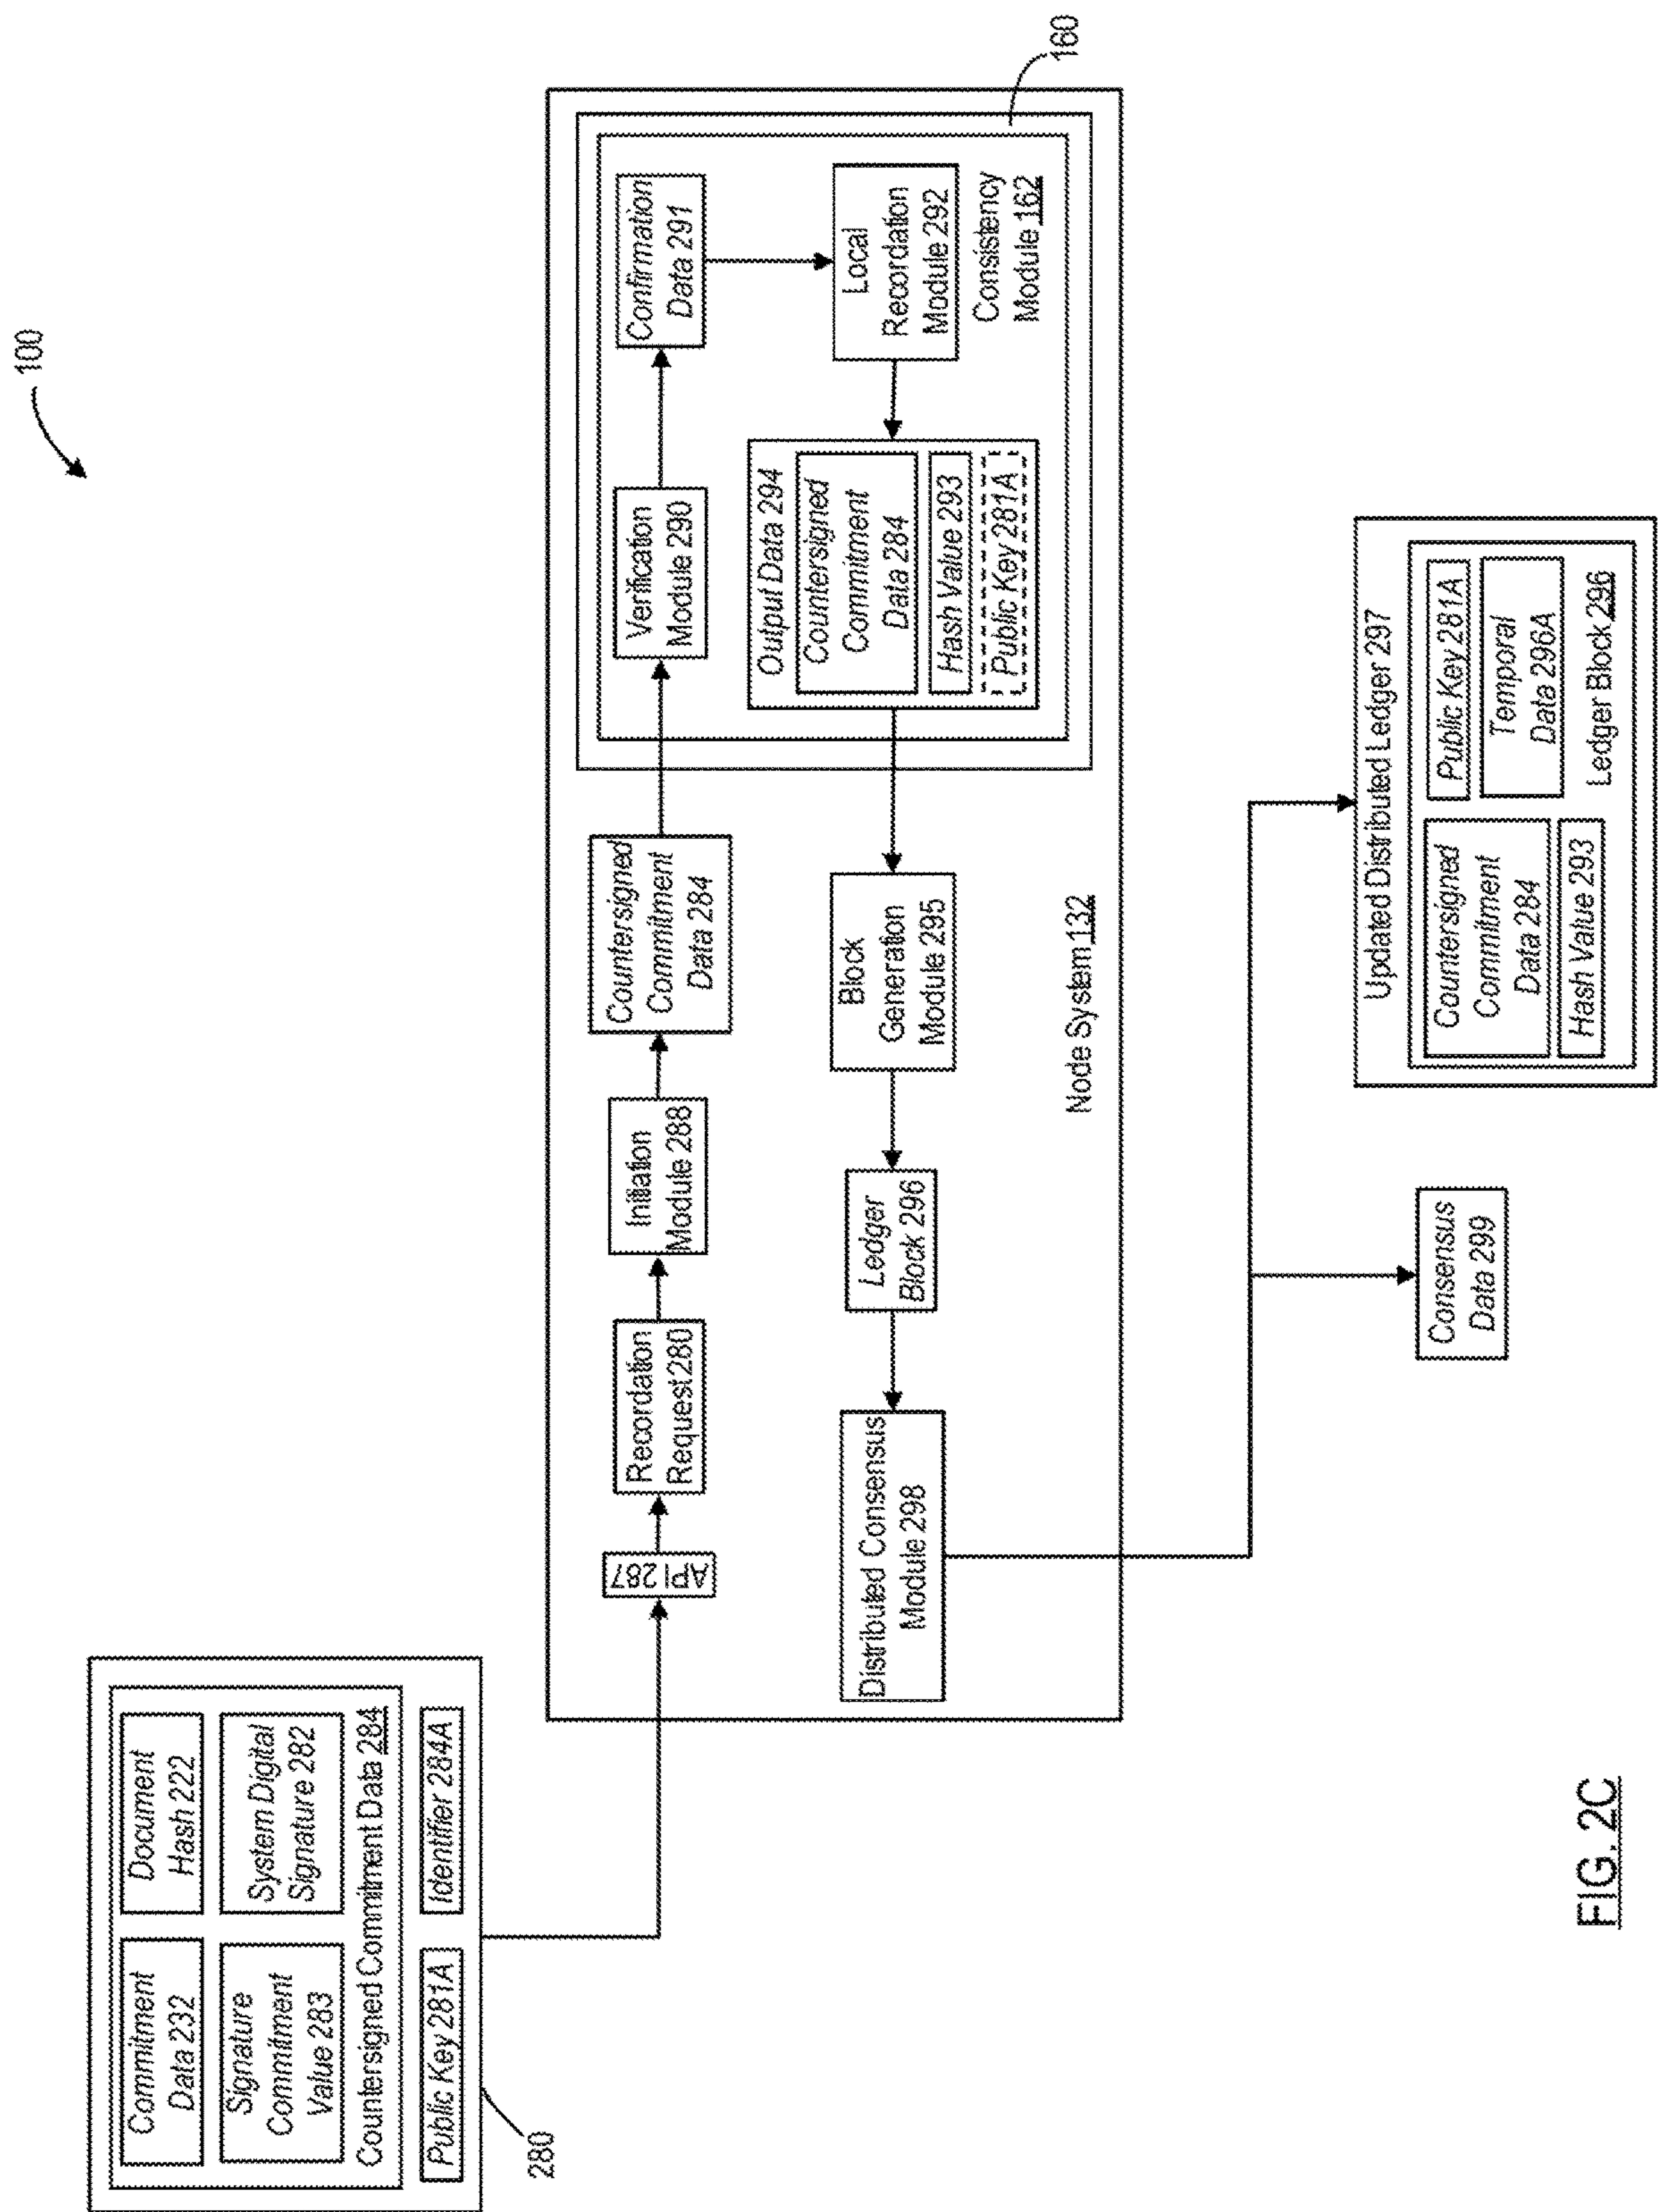 100
Commitment
Data 232
Document
Hash 222
Signature
Commitment
Value 283
System Digital
Signature 282
Countersigned Commitment Data 284
Public Key 281A
Identifier 284A
280
API 287
Recordation
Request280
Initiation
Module 288
Countersigned
Commitment
Data 284
Verification
Module 290
Confirmation
Data 291
Local
Recordation
Module 292
Consistency
Module 162
160
Output Data 294
Countersigned
Commitment
Data 284
Hash Value 293
Public Key 281A
Block
Generation
Module 295
Ledger
Block 296
Distributed Consensus
Module 298
Node System 132
Consensus
Data 299
Updated Distributed Ledger 297
Countersigned
Commitment
Data 284
Hash Value 293
Public Key 281A
Temporal
Data 296A
Ledger Block 296
FIG. 2C